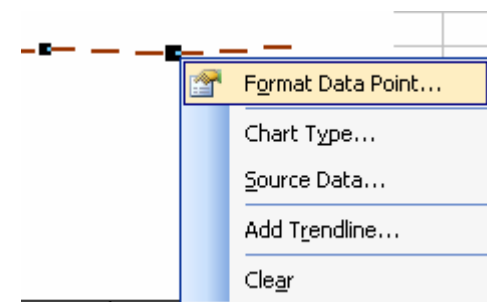 Format Data Point...
Chart Type...
Source Data...
Add Trendline...
Clear